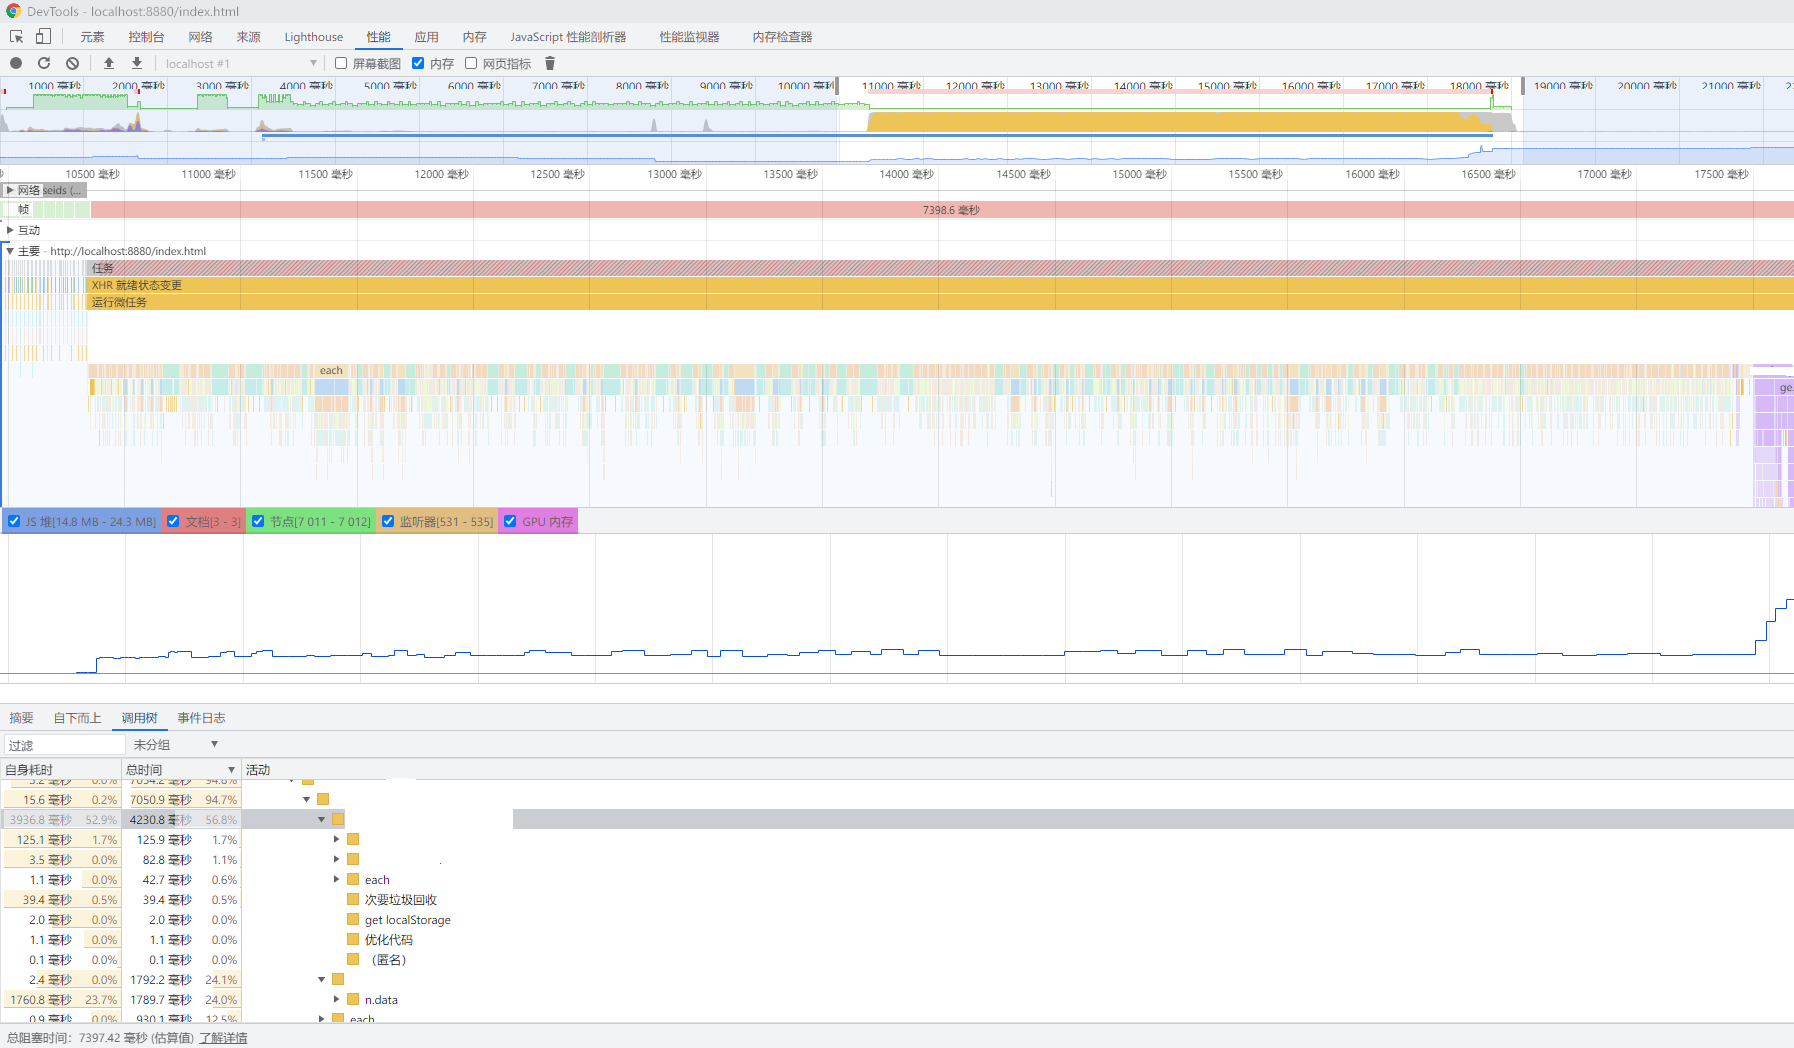 DevTools - localhost:8880/index.html
元素 控制台 网络 来源 Lighthouse 性能 应用 内存 JavaScript 性能剖析器 性能监视器 内存检查器
localhost #1 屏幕截图 内存 网页指标
1000 毫秒 2000 毫秒 3000 毫秒 4000 毫秒 5000 毫秒 6000 毫秒 7000 毫秒 8000 毫秒 9000 毫秒 10000 毫秒 11000 毫秒 12000 毫秒 13000 毫秒 14000 毫秒 15000 毫秒 16000 毫秒 17000 毫秒 18000 毫秒 19000 毫秒 20000 毫秒 21000 毫秒
10500 毫秒 11000 毫秒 11500 毫秒 12000 毫秒 12500 毫秒 13000 毫秒 13500 毫秒 14000 毫秒 14500 毫秒 15000 毫秒 15500 毫秒 16000 毫秒 16500 毫秒 17000 毫秒 17500 毫秒
网络 seids (...
帧 7398.6 毫秒
互动
主要 - http://localhost:8880/index.html
任务
XHR 就绪状态变更
运行微任务
each
ge.
JS 堆[14.8 MB - 24.3 MB] 文档[3 - 3] 节点[7 011 - 7 012] 监听器[531 - 535] GPU 内存
摘要 自下而上 调用树 事件日志
过滤 未分组
自身耗时 总时间 活动
3.2 毫秒 0.0% 7054.2 毫秒 94.8%
15.6 毫秒 0.2% 7050.9 毫秒 94.7%
3936.8 毫秒 52.9% 4230.8 毫秒 56.8%
125.1 毫秒 1.7% 125.9 毫秒 1.7%
3.5 毫秒 0.0% 82.8 毫秒 1.1%
1.1 毫秒 0.0% 42.7 毫秒 0.6% each
39.4 毫秒 0.5% 39.4 毫秒 0.5% 次要垃圾回收
2.0 毫秒 0.0% 2.0 毫秒 0.0% get localStorage
1.1 毫秒 0.0% 1.1 毫秒 0.0% 优化代码
0.1 毫秒 0.0% 0.1 毫秒 0.0% （匿名）
2.4 毫秒 0.0% 1792.2 毫秒 24.1%
1760.8 毫秒 23.7% 1789.7 毫秒 24.0% n.data
0.9 毫秒 0.0% 930.1 毫秒 12.5% each
总阻塞时间：7397.42 毫秒 (估算值) 了解详情